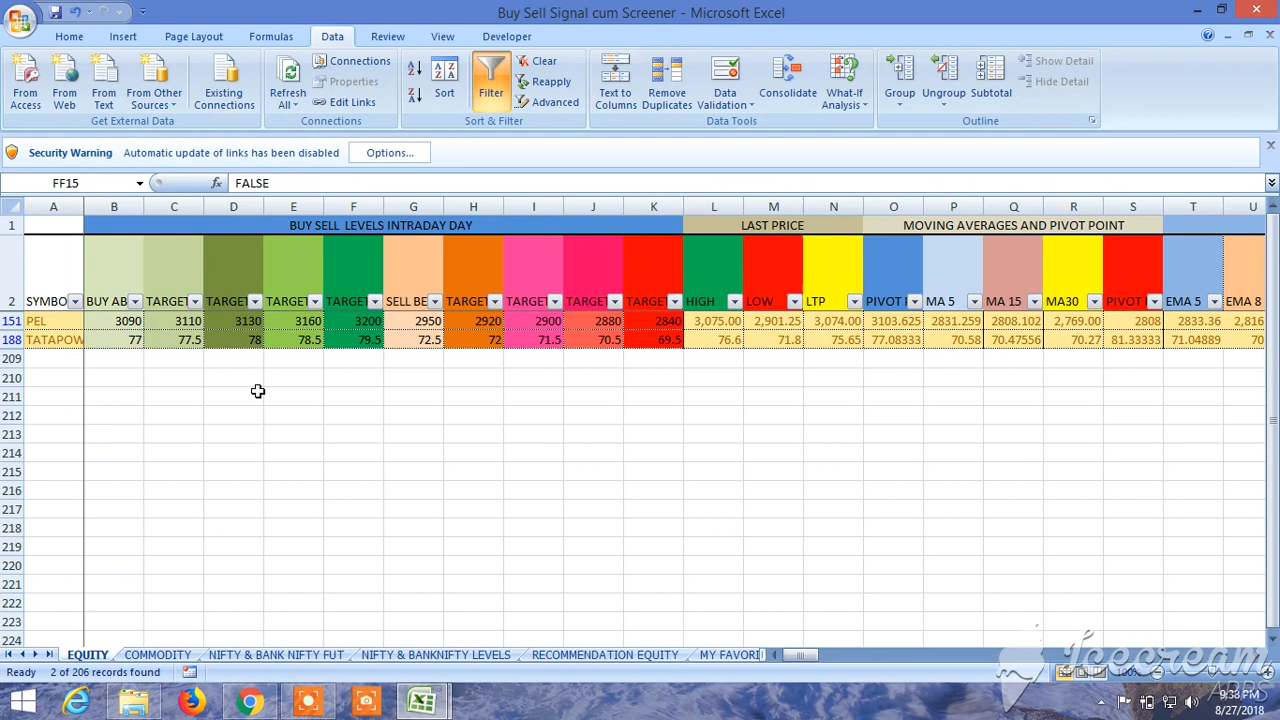 Buy Sell Signal cum Screener - Microsoft Excel
Home Insert Page Layout Formulas Data Review View Developer
From Access From Web From Text From Other Sources Existing Connections Refresh All Connections Properties Edit Links Sort Filter Clear Reapply Advanced Text to Columns Remove Duplicates Data Validation Consolidate What-If Analysis Group Ungroup Subtotal Show Detail Hide Detail
Get External Data Connections Sort & Filter Data Tools Outline
Security Warning Automatic update of links has been disabled Options...
FF15 fx FALSE
A B C D E F G H I J K L M N O P Q R S T U
1 BUY SELL LEVELS INTRADAY DAY LAST PRICE MOVING AVERAGES AND PIVOT POINT
2 SYMBO BUY AB TARGET TARGET TARGET TARGET SELL BE TARGET TARGET TARGET TARGET HIGH LOW LTP PIVOT MA 5 MA 15 MA30 PIVOT EMA 5 EMA 8
151 PEL 3090 3110 3130 3160 3200 2950 2920 2900 2880 2840 3,075.00 2,901.25 3,074.00 3103.625 2831.259 2808.102 2,769.00 2808 2833.36 2,816
188 TATAPOW 77 77.5 78 78.5 79.5 72.5 72 71.5 70.5 69.5 76.6 71.8 75.65 77.08333 70.58 70.47556 70.27 81.33333 71.04889 70
209
210
211
212
213
214
215
216
217
218
219
220
221
222
223
224
EQUITY COMMODITY NIFTY & BANK NIFTY FUT NIFTY & BANKNIFTY LEVELS RECOMMENDATION EQUITY MY FAVORI
Ready 2 of 206 records found 100%
Icecream
APPS
9:38 PM
8/27/2018